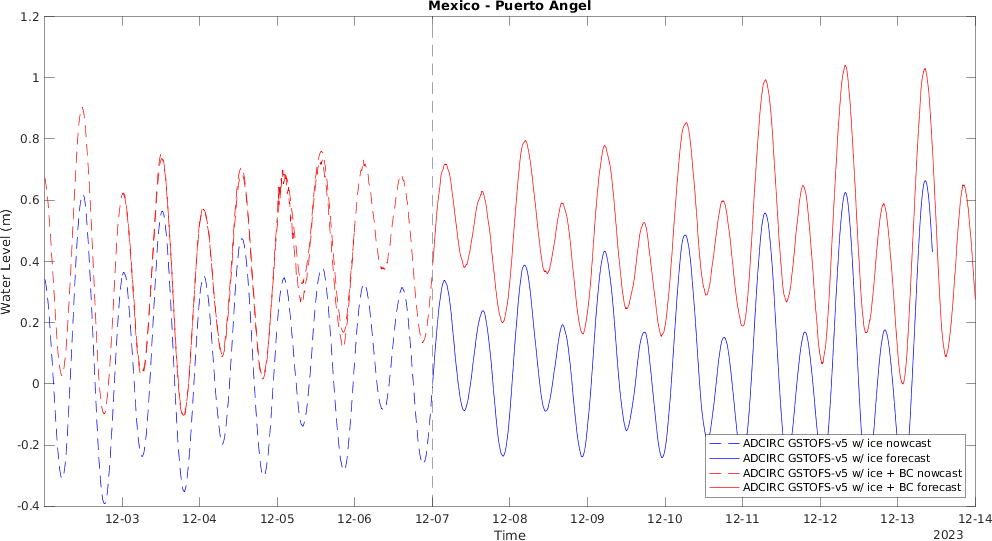 Mexico - Puerto Angel
1.2
1
0.8
0.6
0.4
0.2
0
-0.2
-0.4
Water Level (m)
ADCIRC GSTOFS-v5 w/ ice nowcast
ADCIRC GSTOFS-v5 w/ ice forecast
ADCIRC GSTOFS-v5 w/ ice + BC nowcast
ADCIRC GSTOFS-v5 w/ ice + BC forecast
12-03 12-04 12-05 12-06 12-07 12-08 12-09 12-10 12-11 12-12 12-13 12-14
Time
2023